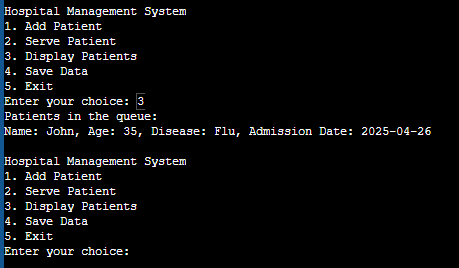 Hospital Management System
1. Add Patient
2. Serve Patient
3. Display Patients
4. Save Data
5. Exit
Enter your choice: 3
Patients in the queue:
Name: John, Age: 35, Disease: Flu, Admission Date: 2025-04-26
Hospital Management System
1. Add Patient
2. Serve Patient
3. Display Patients
4. Save Data
5. Exit
Enter your choice: